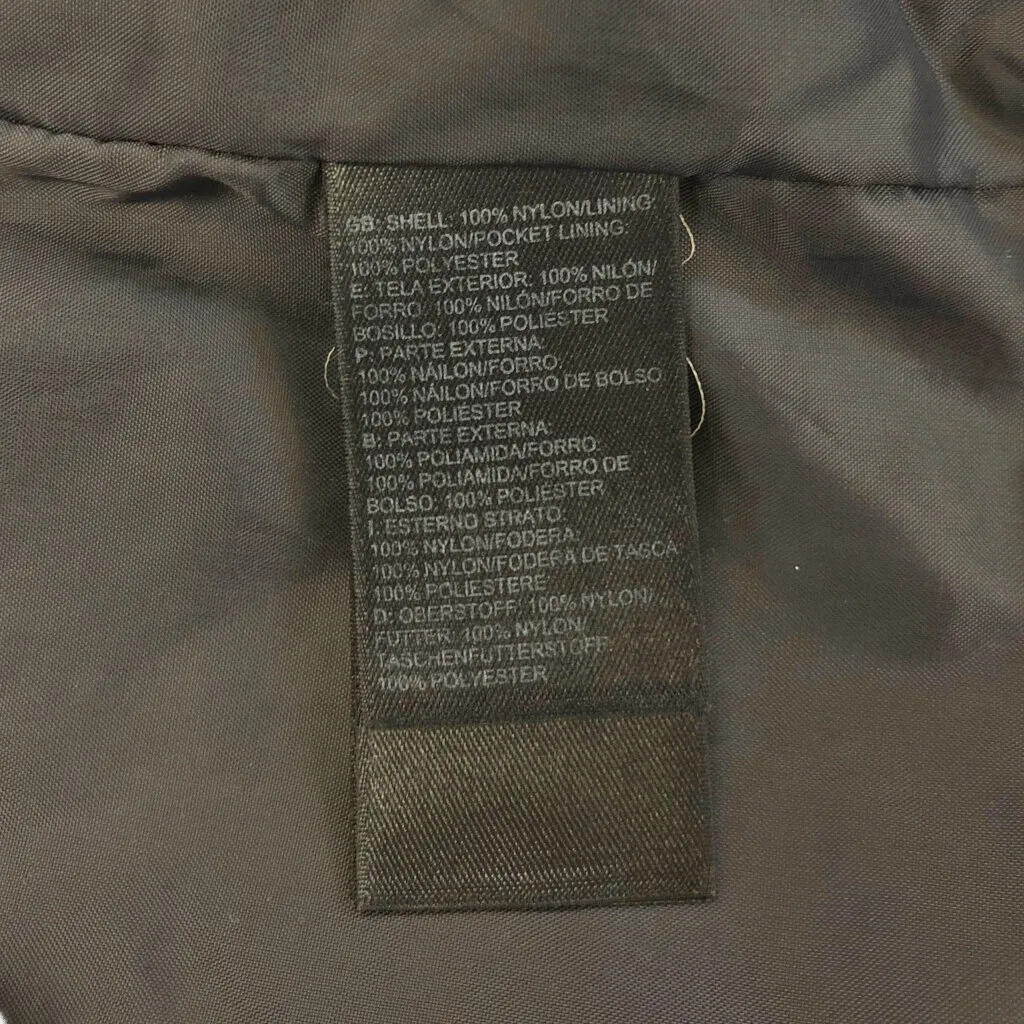 GB: SHELL: 100% NYLON/LINING:
100% NYLON/POCKET LINING:
100% POLYESTER
E: TELA EXTERIOR: 100% NILÓN/
FORRO: 100% NILÓN/FORRO DE
BOSILLO: 100% POLIESTER
P: PARTE EXTERNA:
100% NÁILON/FORRO:
100% NÁILON/FORRO DE BOLSO:
100% POLIÉSTER
B: PARTE EXTERNA:
100% POLIAMIDA/FORRO:
100% POLIAMIDA/FORRO DE
BOLSO: 100% POLIÉSTER
I: ESTERNO STRATO:
100% NYLON/FODERA:
100% NYLON/FODERA DE TASCA:
100% POLIESTERE
D: OBERSTOFF: 100% NYLON/
FUTTER: 100% NYLON/
TASCHENFUTTERSTOFF:
100% POLYESTER